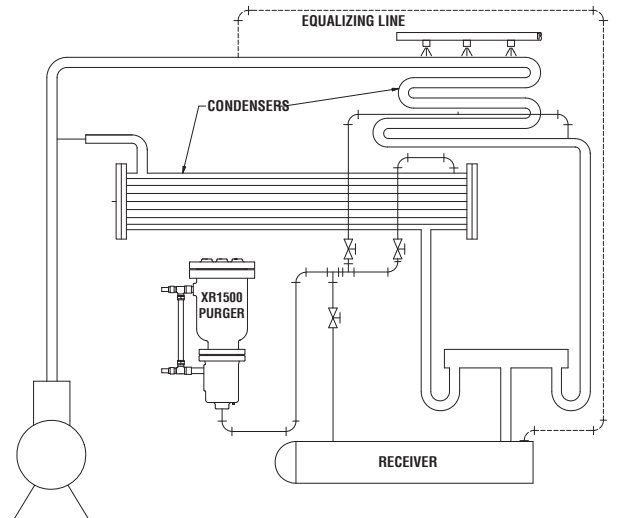 EQUALIZING LINE
CONDENSERS
XR1500
PURGER
RECEIVER